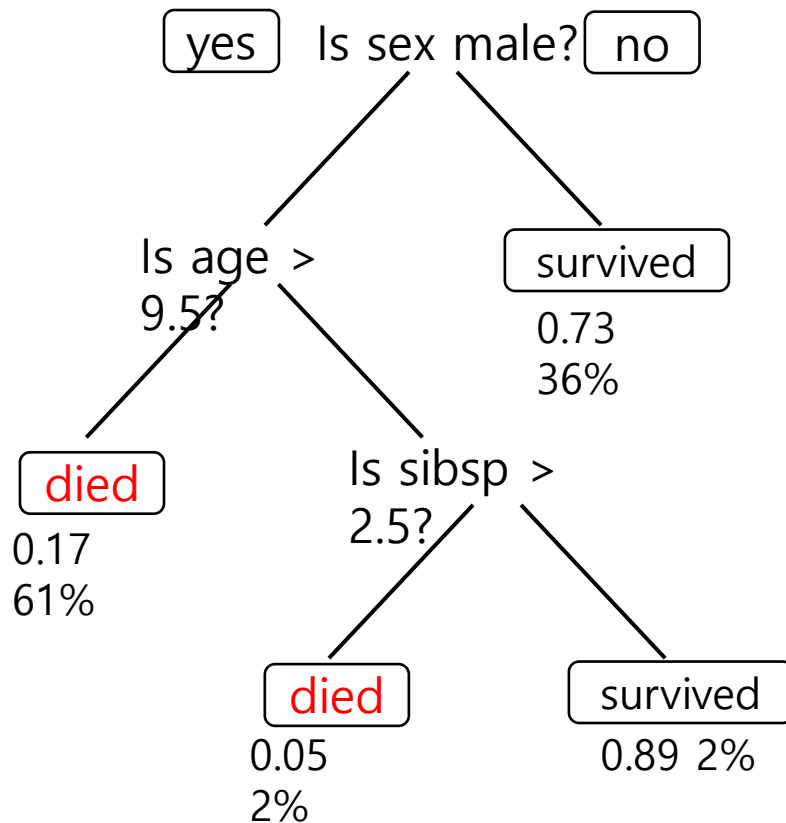 yes Is sex male? no
Is age >
9.5?
survived
0.73
36%
died
0.17
61%
Is sibsp >
2.5?
died
0.05
2%
survived
0.89 2%